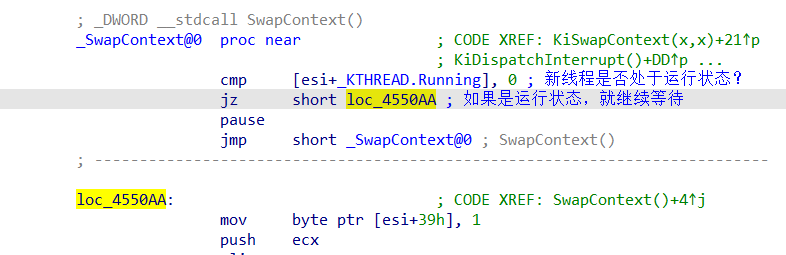 ; _DWORD __stdcall SwapContext()
_SwapContext@0 proc near ; CODE XREF: KiSwapContext(x,x)+21↑p
; KiDispatchInterrupt()+DD↑p ...
cmp [esi+_KTHREAD.Running], 0 ; 新线程是否处于运行状态？
jz short loc_4550AA ; 如果是运行状态，就继续等待
pause
jmp short _SwapContext@0 ; SwapContext()
; ---------------------------------------------------------------------------
loc_4550AA: ; CODE XREF: SwapContext()+4↑j
mov byte ptr [esi+39h], 1
push ecx